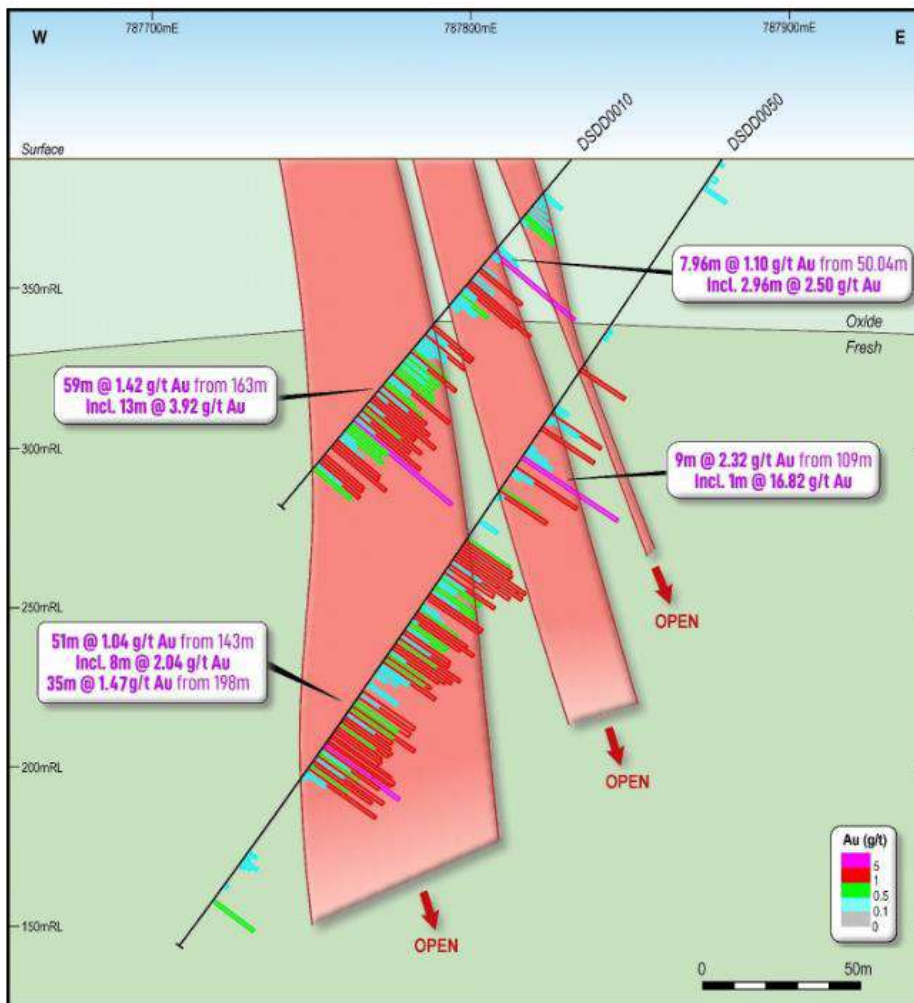 787700mE
787800mE
787900mE
W
E
DSDD0010
DSDD0050
Surface
7.96m @ 1.10 g/t Au from 50.04m
Incl. 2.96m @ 2.50 g/t Au
350mRL
Oxide
Fresh
59m @ 1.42 g/t Au from 163m
Incl. 13m @ 3.92 g/t Au
300mRL
9m @ 2.32 g/t Au from 109m
Incl. 1m @ 16.82 g/t Au
250mRL
OPEN
51m @ 1.04 g/t Au from 143m
Incl. 8m @ 2.04 g/t Au
35m @ 1.47g/t Au from 198m
200mRL
OPEN
Au (g/t)
5
1
0.5
0.1
0
150mRL
OPEN
0
50m